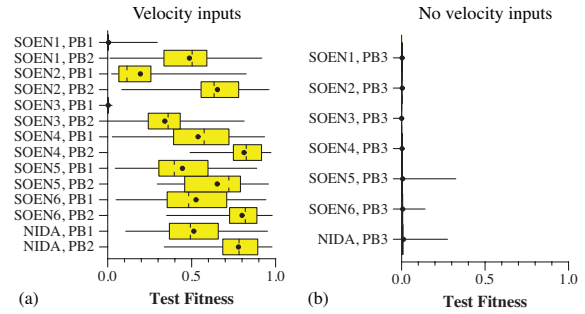 Velocity inputs
SOEN1, PB1
SOEN1, PB2
SOEN2, PB1
SOEN2, PB2
SOEN3, PB1
SOEN3, PB2
SOEN4, PB1
SOEN4, PB2
SOEN5, PB1
SOEN5, PB2
SOEN6, PB1
SOEN6, PB2
NIDA, PB1
NIDA, PB2
0.0 0.5 1.0
(a) Test Fitness
No velocity inputs
SOEN1, PB3
SOEN2, PB3
SOEN3, PB3
SOEN4, PB3
SOEN5, PB3
SOEN6, PB3
NIDA, PB3
0.0 0.5 1.0
(b) Test Fitness